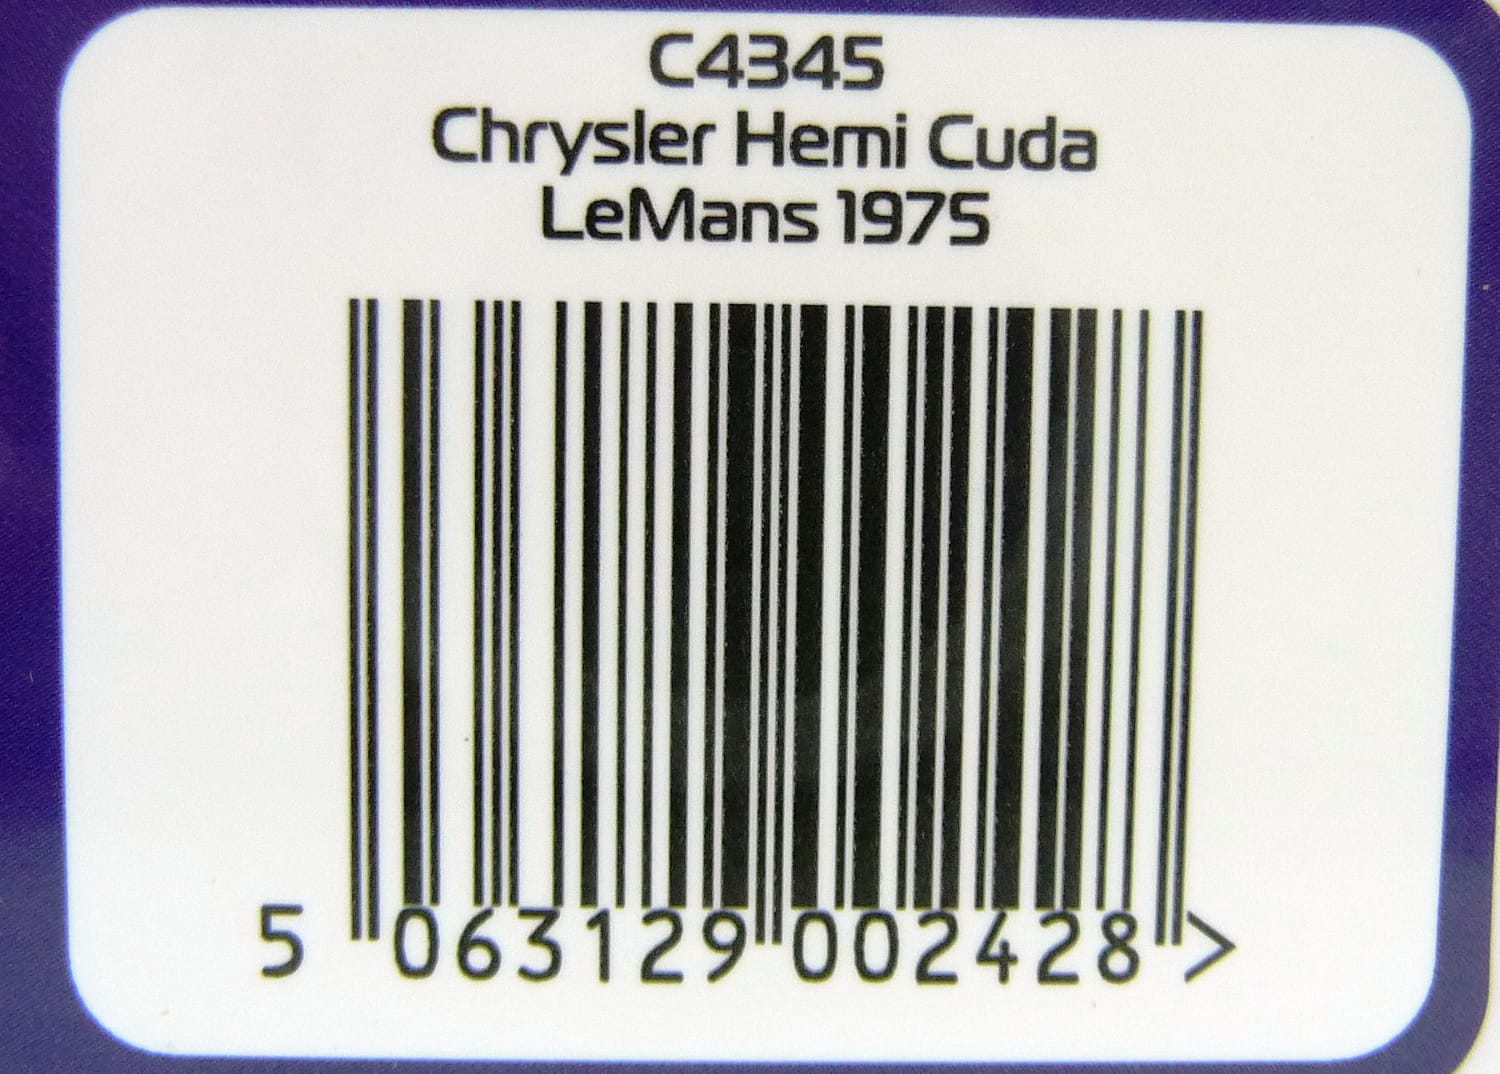 C4345
Chrysler Hemi Cuda
LeMans 1975
5 063129 002428 >